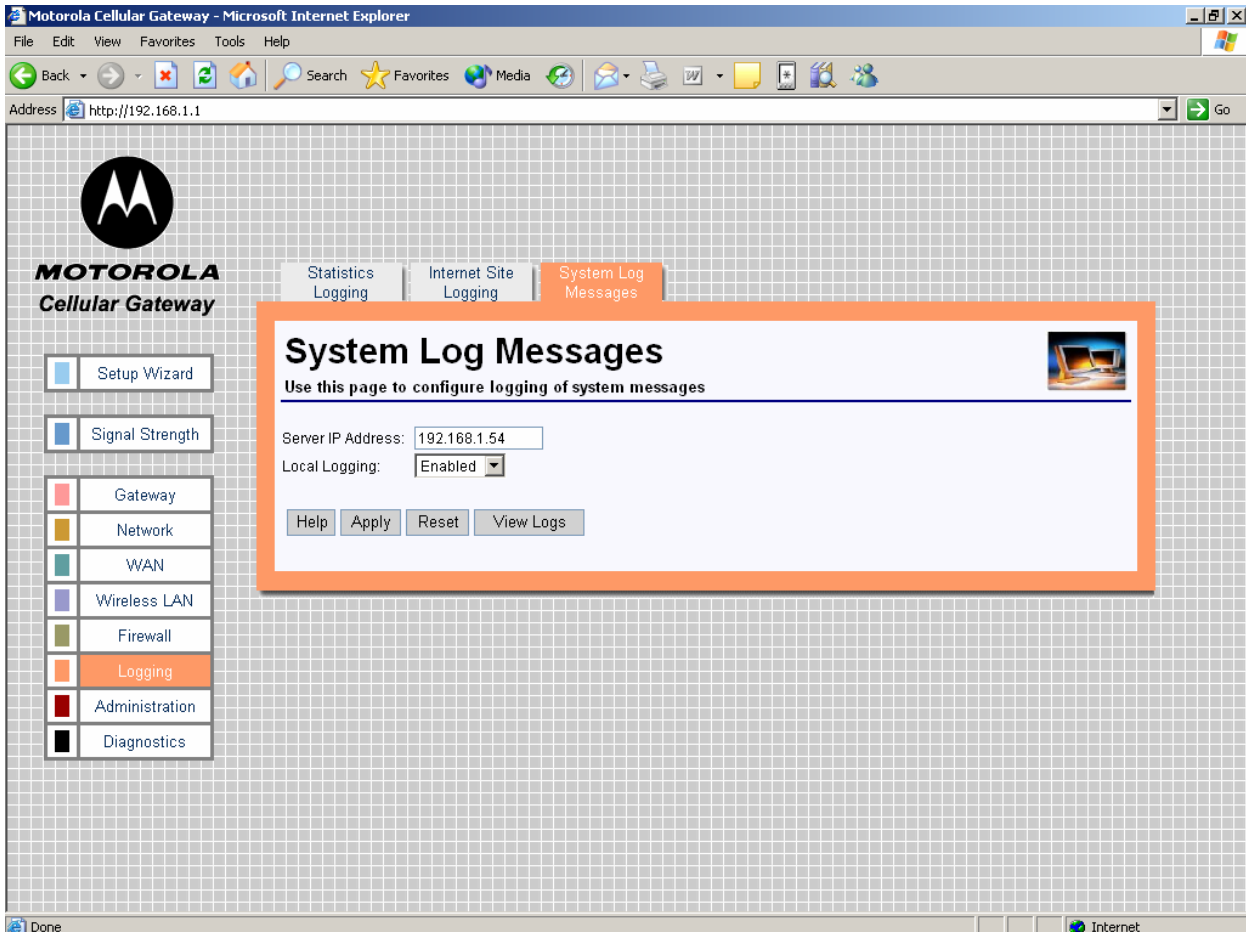 Motorola Cellular Gateway - Microsoft Internet Explorer
File Edit View Favorites Tools Help
Back Search Favorites Media
Address http://192.168.1.1 Go
MOTOROLA
Cellular Gateway
Statistics Logging
Internet Site Logging
System Log Messages
System Log Messages
Use this page to configure logging of system messages
Server IP Address: 192.168.1.54
Local Logging: Enabled
Help Apply Reset View Logs
Setup Wizard
Signal Strength
Gateway
Network
WAN
Wireless LAN
Firewall
Logging
Administration
Diagnostics
Done Internet